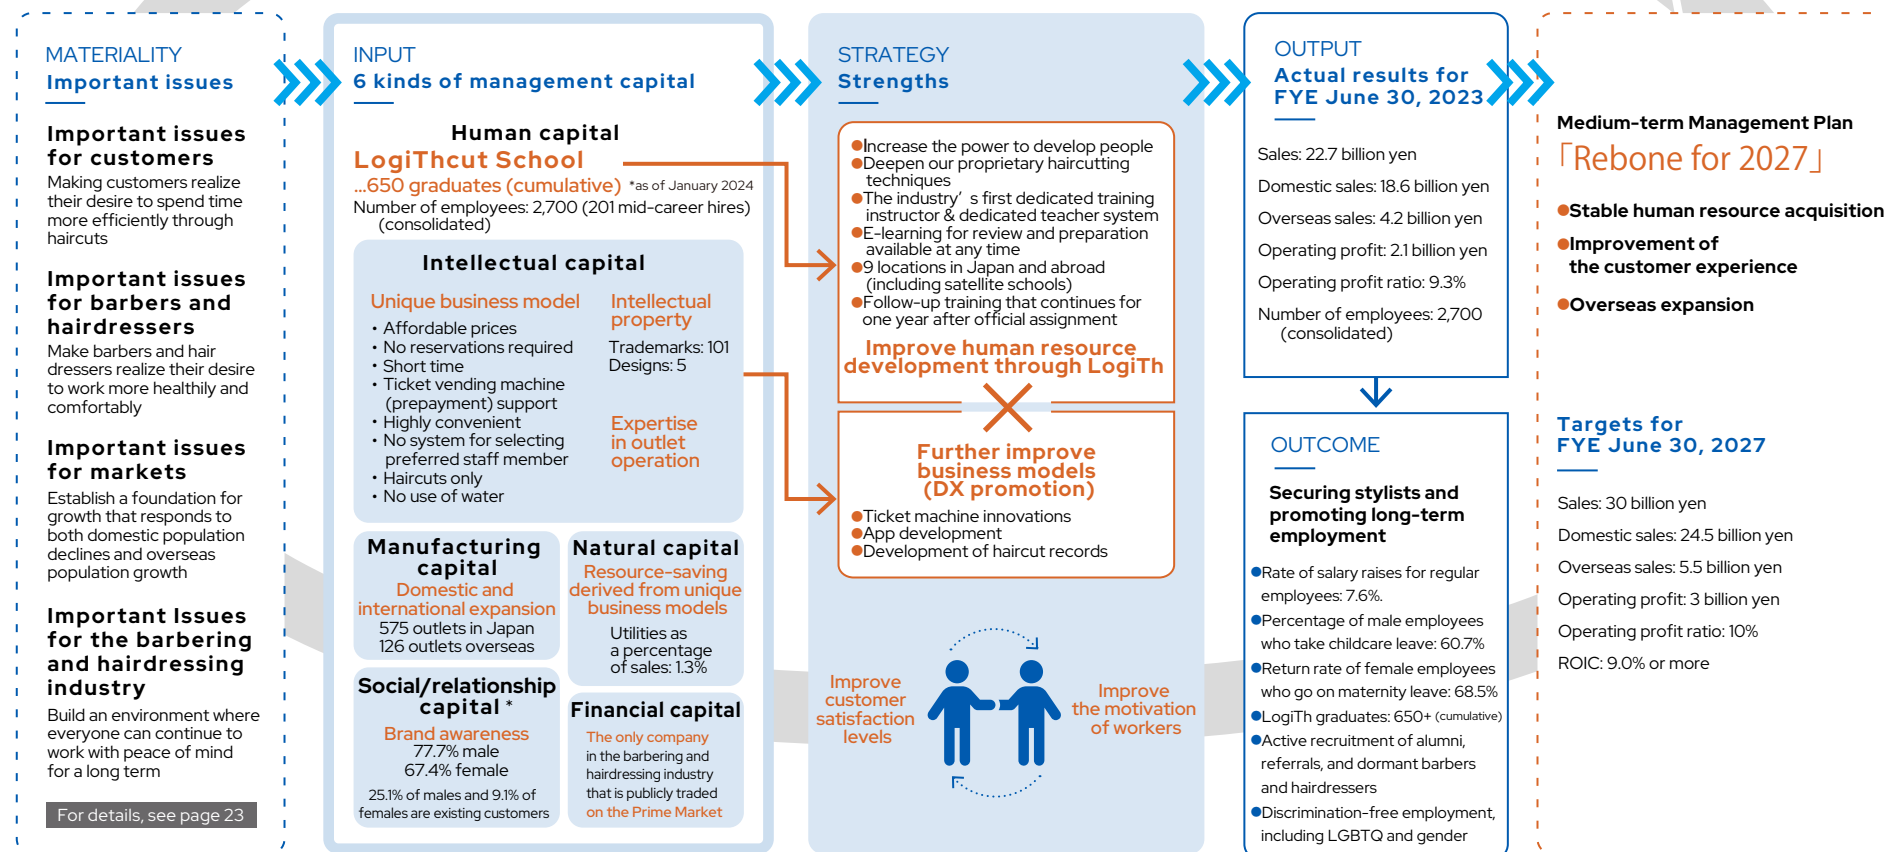 MATERIALITY
Important issues
Important issues
for customers
Making customers realize
their desire to spend time
more efficiently through
haircuts
Important issues
for barbers and
hairdressers
Make barbers and hair
dressers realize their desire
to work more healthily and
comfortably
Important issues
for markets
Establish a foundation for
growth that responds to
both domestic population
declines and overseas
population growth
Important Issues
for the barbering
and hairdressing
industry
Build an environment where
everyone can continue to
work with peace of mind
for a long term
For details, see page 23
INPUT
6 kinds of management capital
Human capital
LogiThcut School
...650 graduates (cumulative) *as of January 2024
Number of employees: 2,700 (201 mid-career hires)
(consolidated)
Intellectual capital
Unique business model
・Affordable prices
・No reservations required
・Short time
・Ticket vending machine
(prepayment) support
・Highly convenient
・No system for selecting
preferred staff member
・Haircuts only
・No use of water
Intellectual
property
Trademarks: 101
Designs: 5
Expertise
in outlet
operation
Manufacturing
capital
Domestic and
international expansion
575 outlets in Japan
126 outlets overseas
Natural capital
Resource-saving
derived from unique
business models
Utilities as
a percentage
of sales: 1.3%
Social/relationship
capital *
Brand awareness
77.7% male
67.4% female
25.1% of males and 9.1% of
females are existing customers
Financial capital
The only company
in the barbering and
hairdressing industry
that is publicly traded
on the Prime Market
STRATEGY
Strengths
●Increase the power to develop people
●Deepen our proprietary haircutting
techniques
●The industry’ s first dedicated training
instructor & dedicated teacher system
●E-learning for review and preparation
available at any time
●9 locations in Japan and abroad
(including satellite schools)
●Follow-up training that continues for
one year after official assignment
Improve human resource
development through LogiTh
Further improve
business models
(DX promotion)
●Ticket machine innovations
●App development
●Development of haircut records
Improve
customer
satisfaction
levels
Improve
the motivation
of workers
OUTPUT
Actual results for
FYE June 30, 2023
Sales: 22.7 billion yen
Domestic sales: 18.6 billion yen
Overseas sales: 4.2 billion yen
Operating profit: 2.1 billion yen
Operating profit ratio: 9.3%
Number of employees: 2,700
(consolidated)
OUTCOME
Securing stylists and
promoting long-term
employment
●Rate of salary raises for regular
employees: 7.6%.
●Percentage of male employees
who take childcare leave: 60.7%
●Return rate of female employees
who go on maternity leave: 68.5%
●LogiTh graduates: 650+ (cumulative)
●Active recruitment of alumni,
referrals, and dormant barbers
and hairdressers
●Discrimination-free employment,
including LGBTQ and gender
Medium-term Management Plan
「Rebone for 2027」
●Stable human resource acquisition
●Improvement of
the customer experience
●Overseas expansion
Targets for
FYE June 30, 2027
Sales: 30 billion yen
Domestic sales: 24.5 billion yen
Overseas sales: 5.5 billion yen
Operating profit: 3 billion yen
Operating profit ratio: 10%
ROIC: 9.0% or more